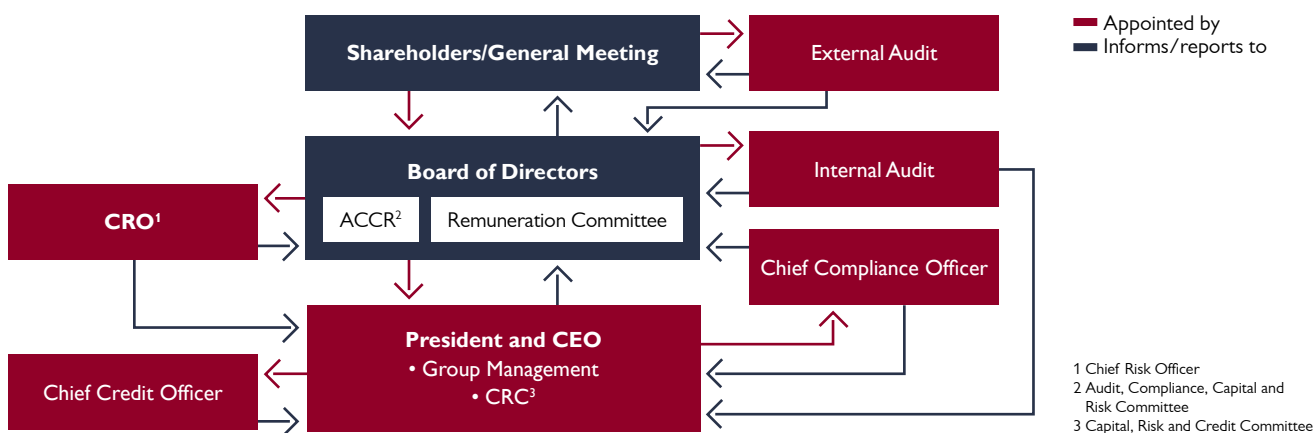 Shareholders/General Meeting
External Audit
Appointed by
Informs/reports to
Board of Directors
ACCR²
Remuneration Committee
Internal Audit
CRO¹
Chief Compliance Officer
President and CEO
• Group Management
• CRC³
Chief Credit Officer
1 Chief Risk Officer
2 Audit, Compliance, Capital and
Risk Committee
3 Capital, Risk and Credit Committee